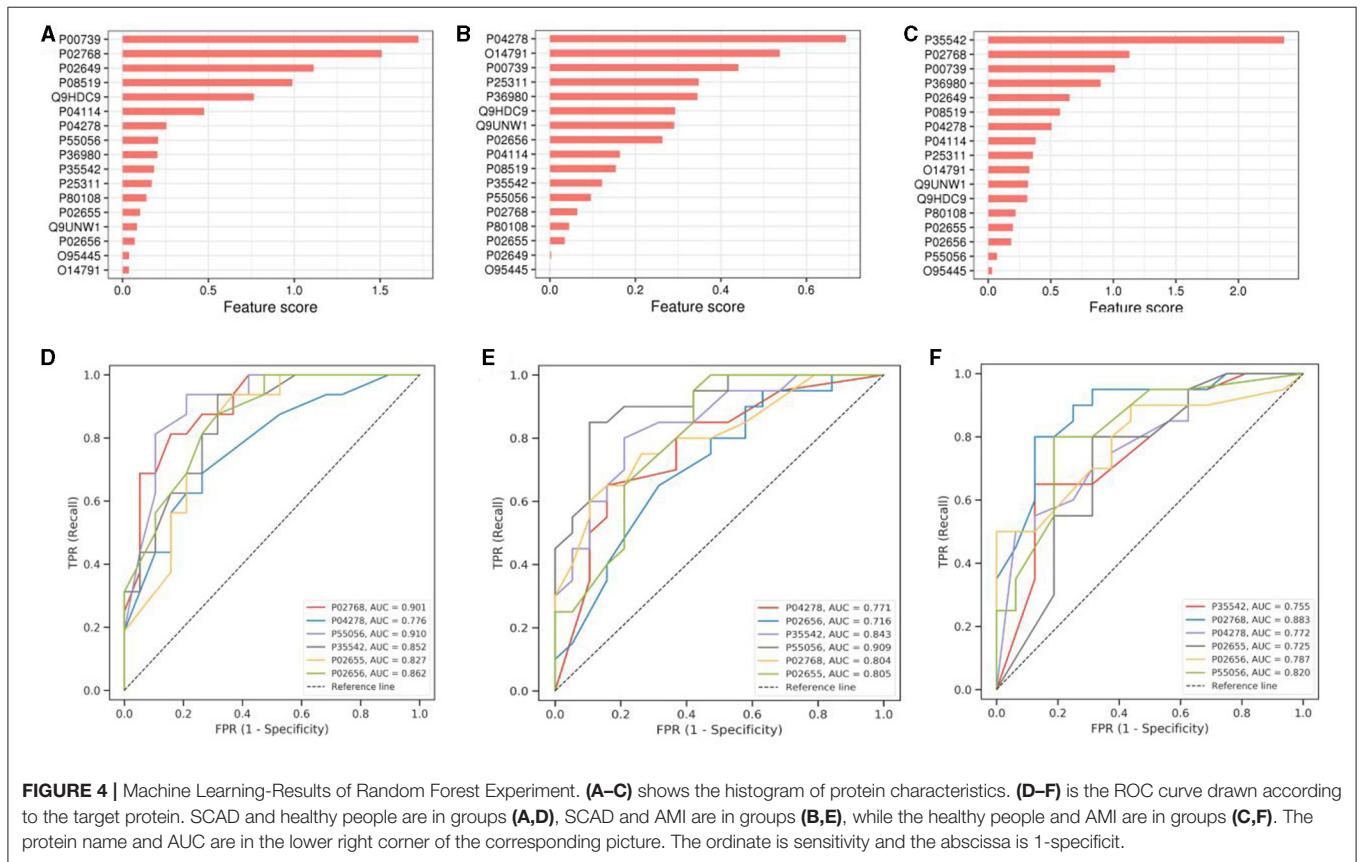 A
P00739
P02768
P02649
P08519
Q9HDC9
P04114
P04278
P55056
P36980
P35542
P25311
P80108
P02655
Q9UNW1
P02656
O95445
O14791
0.0 0.5 1.0 1.5
Feature score
B
P04278
O14791
P00739
P25311
P36980
Q9HDC9
Q9UNW1
P02656
P04114
P08519
P35542
P55056
P02768
P80108
P02655
P02649
O95445
0.0 0.2 0.4 0.6
Feature score
C
P35542
P02768
P00739
P36980
P02649
P08519
P04278
P04114
P25311
O14791
Q9UNW1
Q9HDC9
P80108
P02655
P02656
P55056
O95445
0.0 0.5 1.0 2.0
Feature score
D
TPR (Recall)
1.0
0.8
0.6
0.4
0.2
0.0
P02768, AUC = 0.901
P04278, AUC = 0.776
P55056, AUC = 0.910
P35542, AUC = 0.852
P02655, AUC = 0.827
P02656, AUC = 0.862
Reference line
0.0 0.2 0.4 0.6 0.8 1.0
FPR (1 - Specificity)
E
TPR (Recall)
1.0
0.8
0.6
0.4
0.2
0.0
P04278, AUC = 0.771
P02656, AUC = 0.716
P35542, AUC = 0.843
P55056, AUC = 0.909
P02768, AUC = 0.804
P02655, AUC = 0.805
Reference line
0.0 0.2 0.4 0.6 0.8 1.0
FPR (1 - Specificity)
F
TPR (Recall)
1.0
0.8
0.6
0.4
0.2
0.0
P35542, AUC = 0.755
P02768, AUC = 0.883
P04278, AUC = 0.772
P02655, AUC = 0.725
P02656, AUC = 0.787
P55056, AUC = 0.820
Reference line
0.0 0.2 0.4 0.6 0.8 1.0
FPR (1 - Specificity)
FIGURE 4 | Machine Learning-Results of Random Forest Experiment. (A–C) shows the histogram of protein characteristics. (D–F) is the ROC curve drawn according
to the target protein. SCAD and healthy people are in groups (A,D), SCAD and AMI are in groups (B,E), while the healthy people and AMI are in groups (C,F). The
protein name and AUC are in the lower right corner of the corresponding picture. The ordinate is sensitivity and the abscissa is 1-specificit.